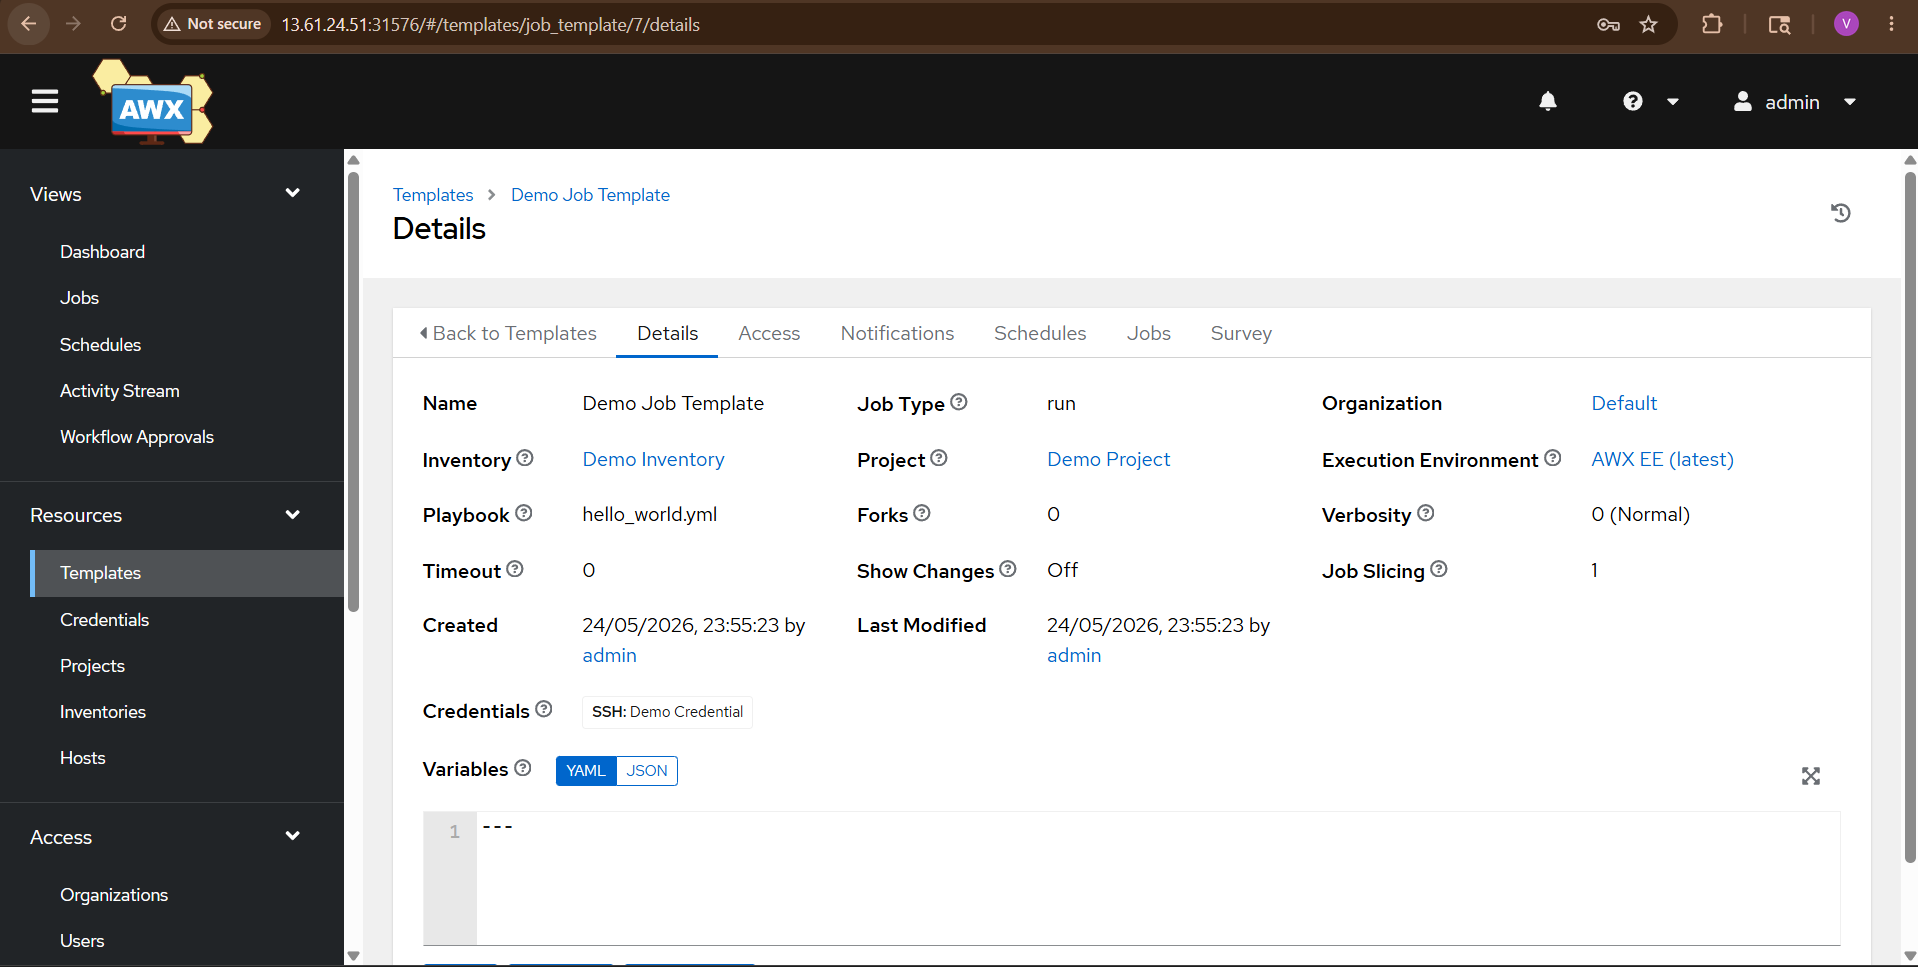 Not secure
13.61.24.51:31576/#/templates/job_template/7/details
V
AWX
admin
Views
Dashboard
Jobs
Schedules
Activity Stream
Workflow Approvals
Resources
Templates
Credentials
Projects
Inventories
Hosts
Access
Organizations
Users
Templates > Demo Job Template
Details
Back to Templates Details Access Notifications Schedules Jobs Survey
Name Demo Job Template Job Type run Organization Default
Inventory Demo Inventory Project Demo Project Execution Environment AWX EE (latest)
Playbook hello_world.yml Forks 0 Verbosity 0 (Normal)
Timeout 0 Show Changes Off Job Slicing 1
Created 24/05/2026, 23:55:23 by admin Last Modified 24/05/2026, 23:55:23 by admin
Credentials SSH: Demo Credential
Variables YAML JSON
1 ---